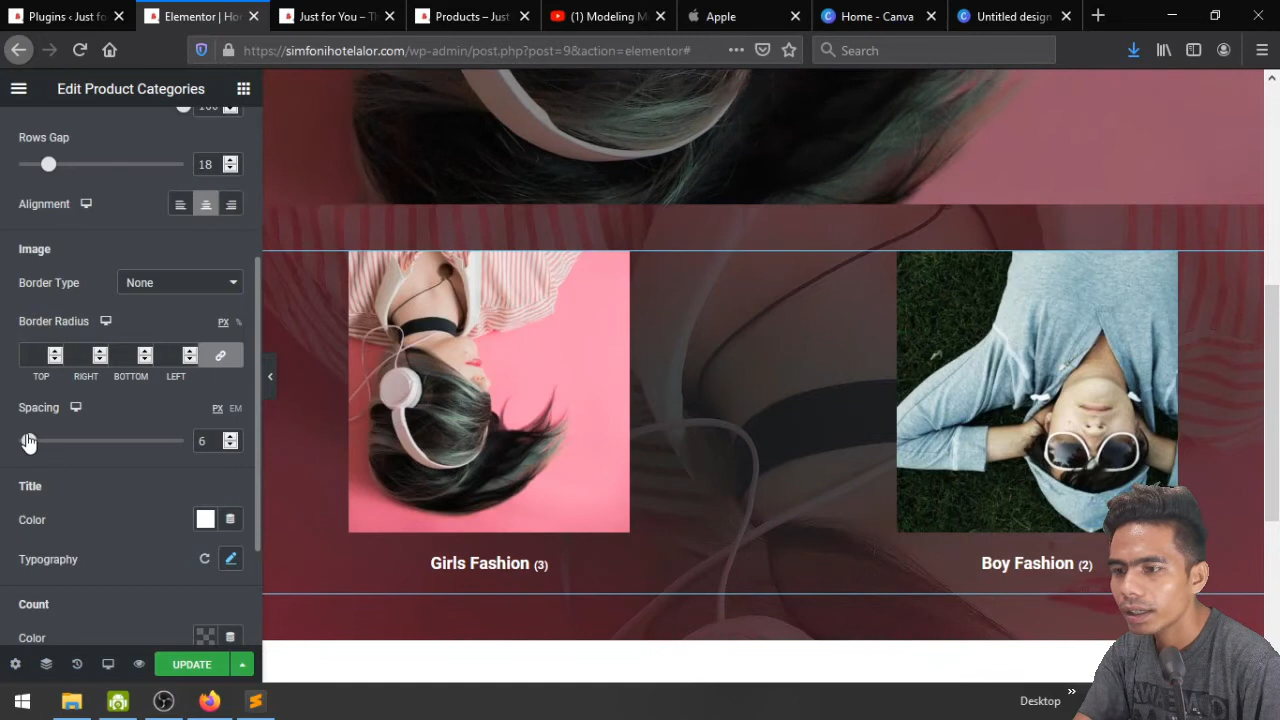 Plugins ‹ Just fo
Elementor | Ho
Just for You – Th
Products – Just
(1) Modeling M
Apple
Home - Canva
Untitled design
https://simfonihotelalor.com/wp-admin/post.php?post=9&action=elementor#
Search
Edit Product Categories
Rows Gap
18
Alignment
Image
Border Type
None
Border Radius
PX %
TOP RIGHT BOTTOM LEFT
Spacing
PX EM
6
Title
Color
Typography
Count
Color
UPDATE
Girls Fashion (3)
Boy Fashion (2)
Desktop